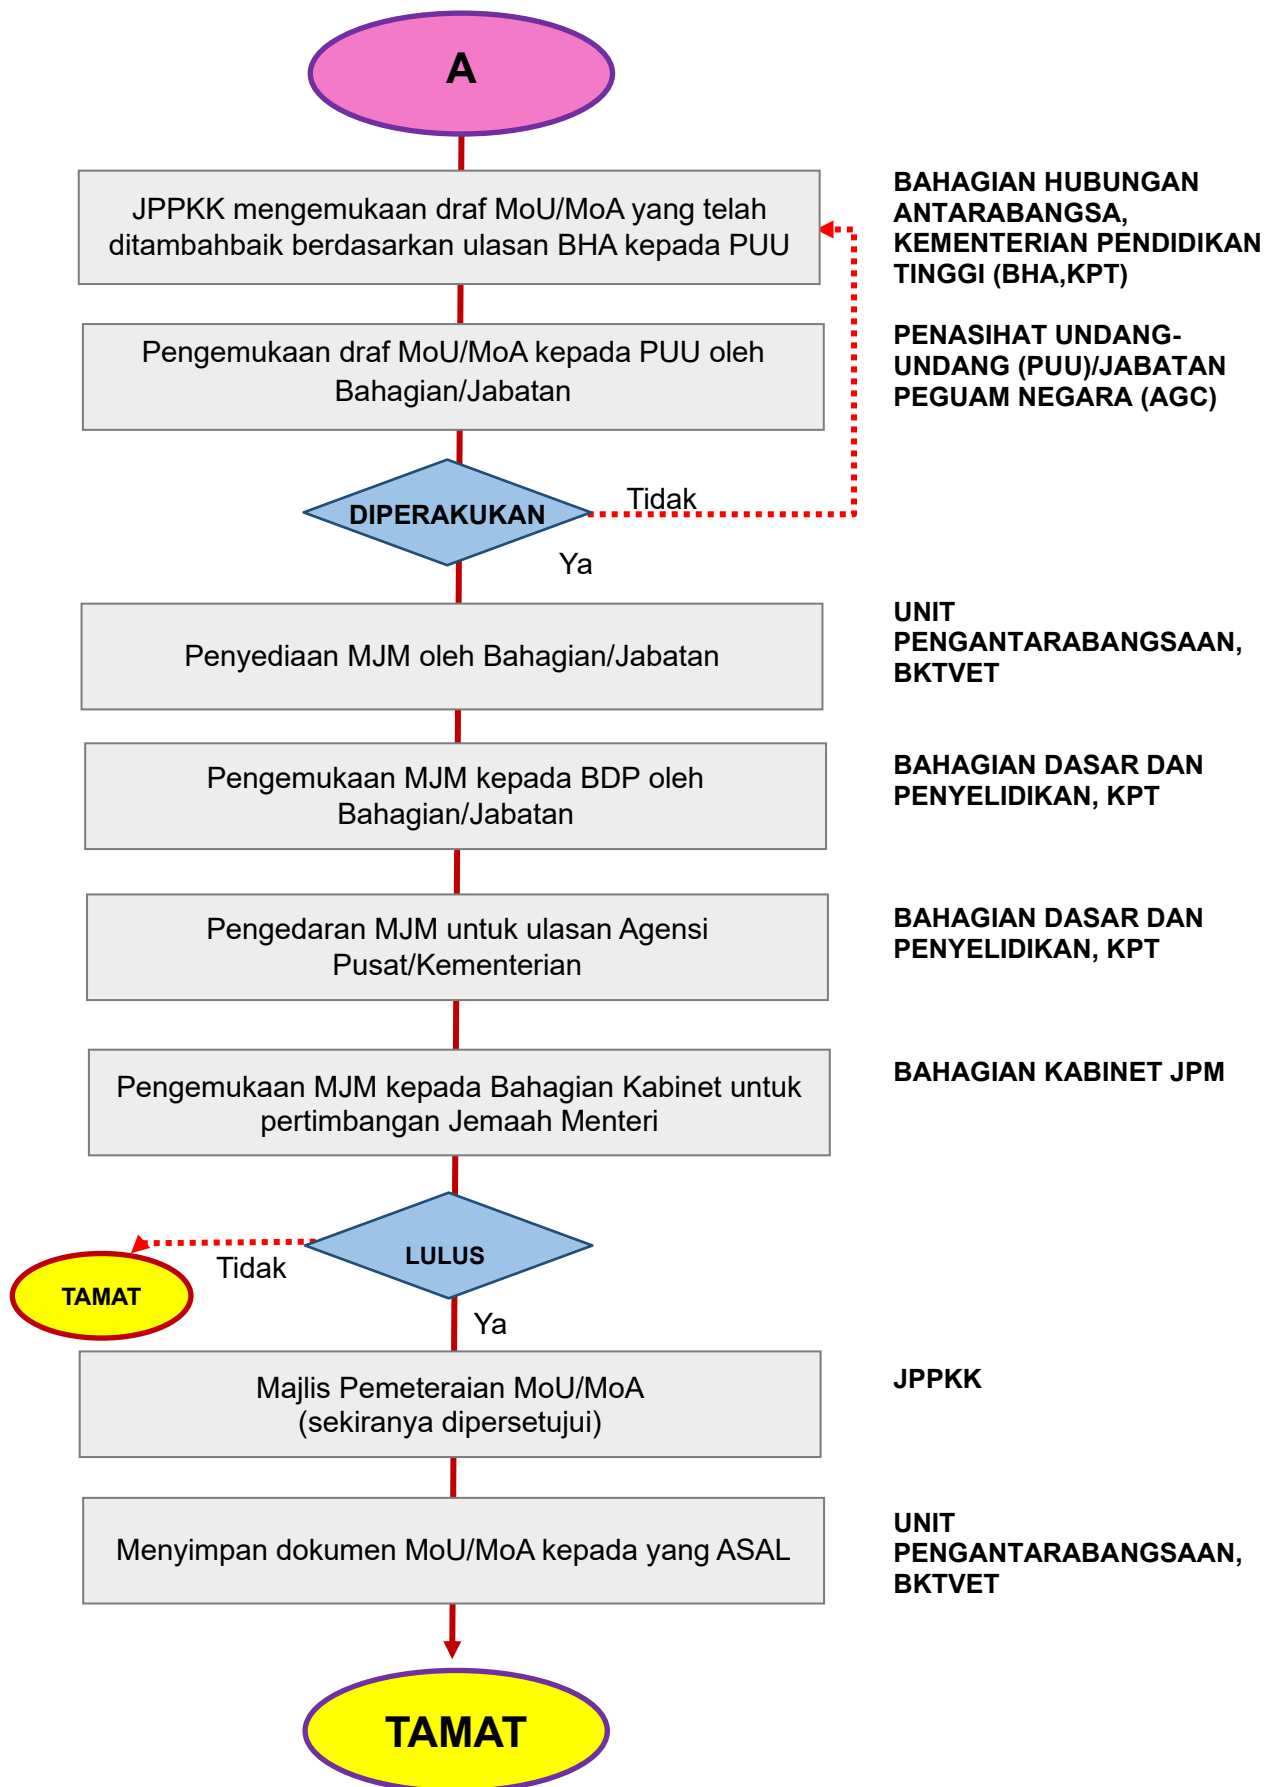 A
JPPKK mengemukaan draf MoU/MoA yang telah
ditambahbaik berdasarkan ulasan BHA kepada PUU
BAHAGIAN HUBUNGAN
ANTARABANGSA,
KEMENTERIAN PENDIDIKAN
TINGGI (BHA,KPT)
Pengemukaan draf MoU/MoA kepada PUU oleh
Bahagian/Jabatan
PENASIHAT UNDANG-
UNDANG (PUU)/JABATAN
PEGUAM NEGARA (AGC)
DIPERAKUKAN
Tidak
Ya
Penyediaan MJM oleh Bahagian/Jabatan
UNIT
PENGANTARABANGSAAN,
BKTVET
Pengemukaan MJM kepada BDP oleh
Bahagian/Jabatan
BAHAGIAN DASAR DAN
PENYELIDIKAN, KPT
Pengedaran MJM untuk ulasan Agensi
Pusat/Kementerian
BAHAGIAN DASAR DAN
PENYELIDIKAN, KPT
Pengemukaan MJM kepada Bahagian Kabinet untuk
pertimbangan Jemaah Menteri
BAHAGIAN KABINET JPM
LULUS
Tidak
TAMAT
Ya
Majlis Pemeteraian MoU/MoA
(sekiranya dipersetujui)
JPPKK
Menyimpan dokumen MoU/MoA kepada yang ASAL
UNIT
PENGANTARABANGSAAN,
BKTVET
TAMAT